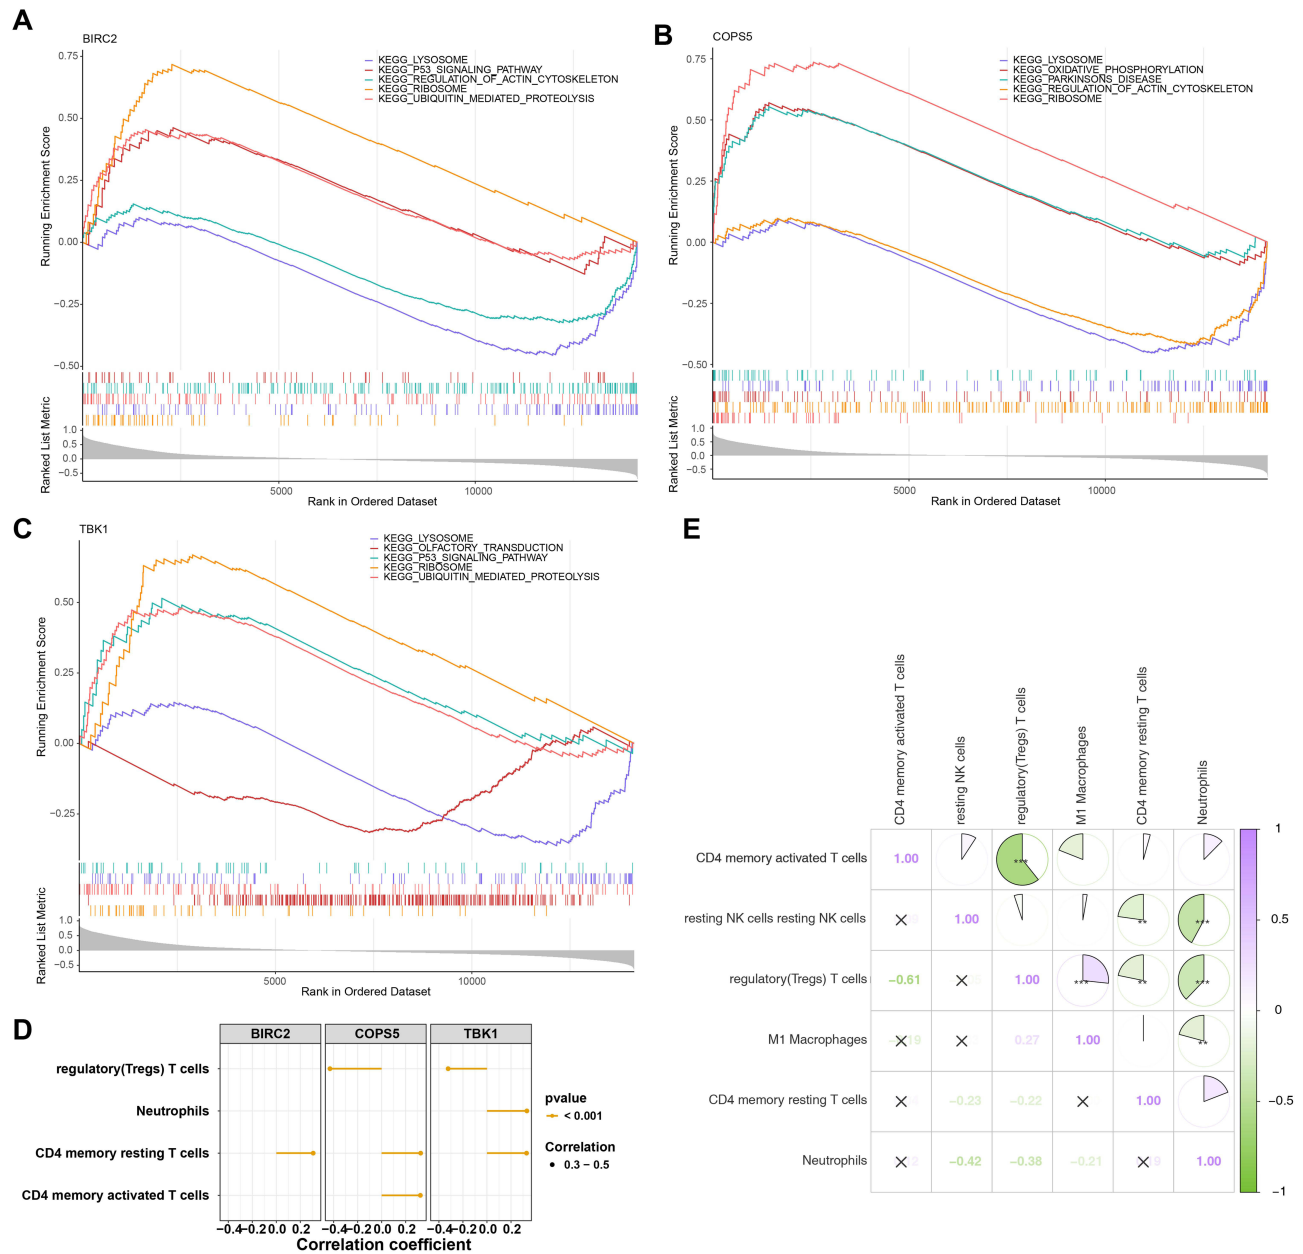 A
BIRC2
KEGG_LYSOSOME
KEGG_P53_SIGNALING_PATHWAY
KEGG_REGULATION_OF_ACTIN_CYTOSKELETON
KEGG_RIBOSOME
KEGG_UBIQUITIN_MEDIATED_PROTEOLYSIS
Running Enrichment Score
0.75
0.50
0.25
0.00
−0.25
−0.50
Ranked List Metric
1.0
0.5
0.0
−0.5
5000
10000
Rank in Ordered Dataset
B
COPS5
KEGG_LYSOSOME
KEGG_OXIDATIVE_PHOSPHORYLATION
KEGG_PARKINSONS_DISEASE
KEGG_REGULATION_OF_ACTIN_CYTOSKELETON
KEGG_RIBOSOME
Running Enrichment Score
0.75
0.50
0.25
0.00
−0.25
−0.50
Ranked List Metric
1.0
0.5
0.0
−0.5
5000
10000
Rank in Ordered Dataset
C
TBK1
KEGG_LYSOSOME
KEGG_OLFACTORY_TRANSDUCTION
KEGG_P53_SIGNALING_PATHWAY
KEGG_RIBOSOME
KEGG_UBIQUITIN_MEDIATED_PROTEOLYSIS
Running Enrichment Score
0.50
0.25
0.00
−0.25
Ranked List Metric
1.0
0.5
0.0
−0.5
5000
10000
Rank in Ordered Dataset
D
BIRC2 COPS5 TBK1
regulatory(Tregs) T cells
Neutrophils
CD4 memory resting T cells
CD4 memory activated T cells
−0.4 −0.2 0.0 0.2 −0.4 −0.2 0.0 0.2 −0.4 −0.2 0.0 0.2
Correlation coefficient
pvalue
< 0.001
Correlation
0.3 − 0.5
E
CD4 memory activated T cells
resting NK cells
regulatory(Tregs) T cells
M1 Macrophages
CD4 memory resting T cells
Neutrophils
CD4 memory activated T cells 1.00 ***
resting NK cells resting NK cells 1.00 ** ***
regulatory(Tregs) T cells −0.61 1.00 *** ** ***
M1 Macrophages 0.27 1.00 **
CD4 memory resting T cells −0.23 −0.22 1.00
Neutrophils −0.42 −0.38 −0.21 1.00
1
0.5
0
−0.5
−1